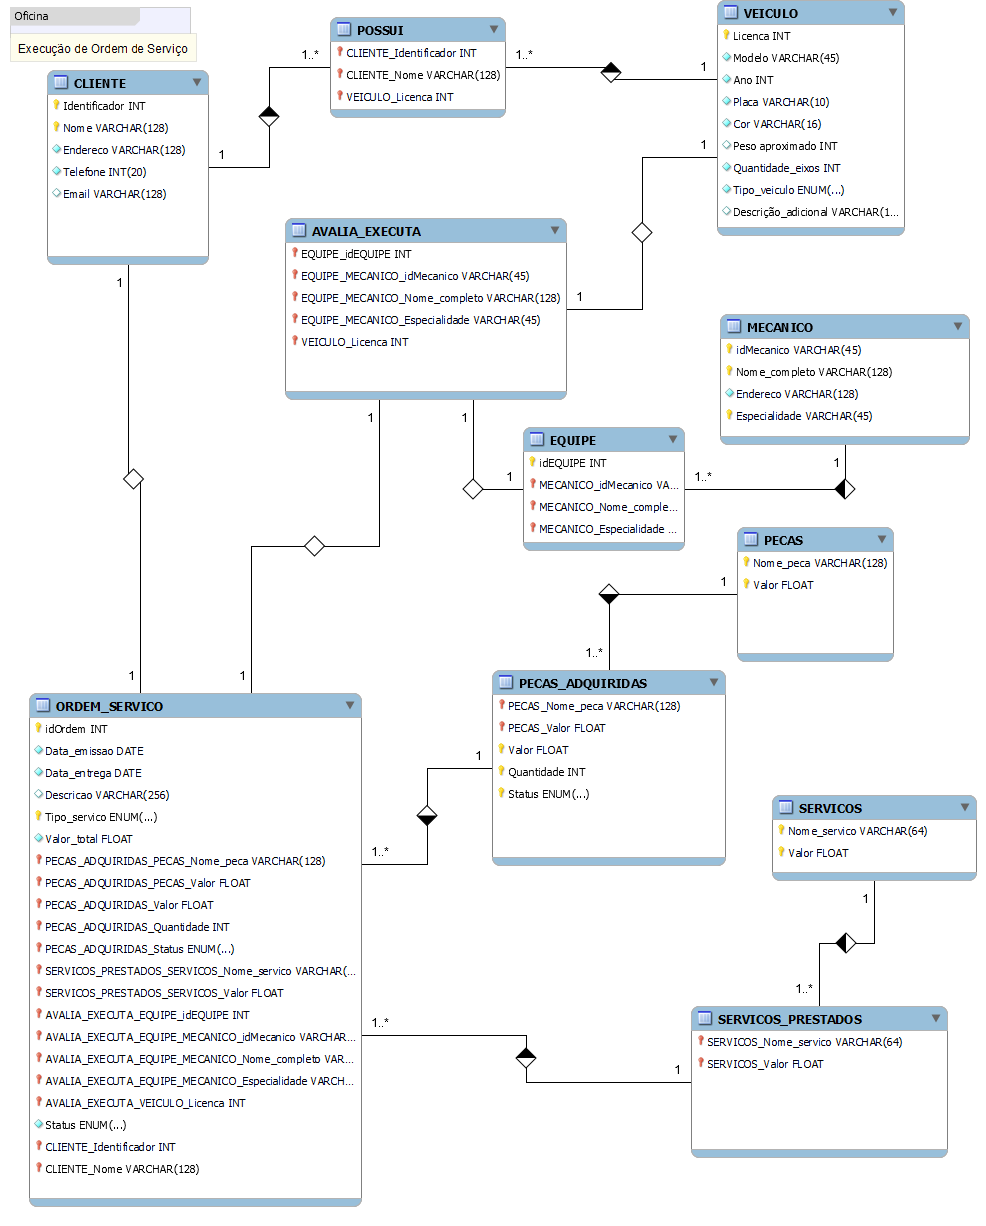 Oficina
Execução de Ordem de Serviço
CLIENTE
Identificador INT
Nome VARCHAR(128)
Endereco VARCHAR(128)
Telefone INT(20)
Email VARCHAR(128)
1
1
1..*
POSSUI
CLIENTE_Identificador INT
CLIENTE_Nome VARCHAR(128)
VEICULO_Licenca INT
1..*
1
VEICULO
Licenca INT
Modelo VARCHAR(45)
Ano INT
Placa VARCHAR(10)
Cor VARCHAR(16)
Peso aproximado INT
Quantidade_eixos INT
Tipo_veiculo ENUM(...)
Descrição_adicional VARCHAR(1...
1
AVALIA_EXECUTA
EQUIPE_idEQUIPE INT
EQUIPE_MECANICO_idMecanico VARCHAR(45)
EQUIPE_MECANICO_Nome_completo VARCHAR(128)
EQUIPE_MECANICO_Especialidade VARCHAR(45)
VEICULO_Licenca INT
1
1
1
MECANICO
idMecanico VARCHAR(45)
Nome_completo VARCHAR(128)
Endereco VARCHAR(128)
Especialidade VARCHAR(45)
1
EQUIPE
idEQUIPE INT
MECANICO_idMecanico VA...
MECANICO_Nome_comple...
MECANICO_Especialidade ...
1
1..*
PECAS
Nome_peca VARCHAR(128)
Valor FLOAT
1
1..*
PECAS_ADQUIRIDAS
PECAS_Nome_peca VARCHAR(128)
PECAS_Valor FLOAT
Valor FLOAT
Quantidade INT
Status ENUM(...)
1
1
1
ORDEM_SERVICO
idOrdem INT
Data_emissao DATE
Data_entrega DATE
Descricao VARCHAR(256)
Tipo_servico ENUM(...)
Valor_total FLOAT
PECAS_ADQUIRIDAS_PECAS_Nome_peca VARCHAR(128)
PECAS_ADQUIRIDAS_PECAS_Valor FLOAT
PECAS_ADQUIRIDAS_Valor FLOAT
PECAS_ADQUIRIDAS_Quantidade INT
PECAS_ADQUIRIDAS_Status ENUM(...)
SERVICOS_PRESTADOS_SERVICOS_Nome_servico VARCHAR(...
SERVICOS_PRESTADOS_SERVICOS_Valor FLOAT
AVALIA_EXECUTA_EQUIPE_idEQUIPE INT
AVALIA_EXECUTA_EQUIPE_MECANICO_idMecanico VARCHAR...
AVALIA_EXECUTA_EQUIPE_MECANICO_Nome_completo VAR...
AVALIA_EXECUTA_EQUIPE_MECANICO_Especialidade VARCH...
AVALIA_EXECUTA_VEICULO_Licenca INT
Status ENUM(...)
CLIENTE_Identificador INT
CLIENTE_Nome VARCHAR(128)
1..*
1..*
SERVICOS
Nome_servico VARCHAR(64)
Valor FLOAT
1
1..*
SERVICOS_PRESTADOS
SERVICOS_Nome_servico VARCHAR(64)
SERVICOS_Valor FLOAT
1